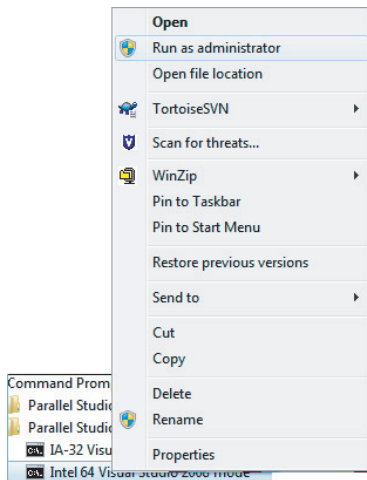 Open
Run as administrator
Open file location
TortoiseSVN
Scan for threats...
WinZip
Pin to Taskbar
Pin to Start Menu
Restore previous versions
Send to
Cut
Copy
Delete
Rename
Properties
Command Prom
Parallel Studio
Parallel Studio
IA-32 Visu
Intel 64 Visual Studio 2008 mode